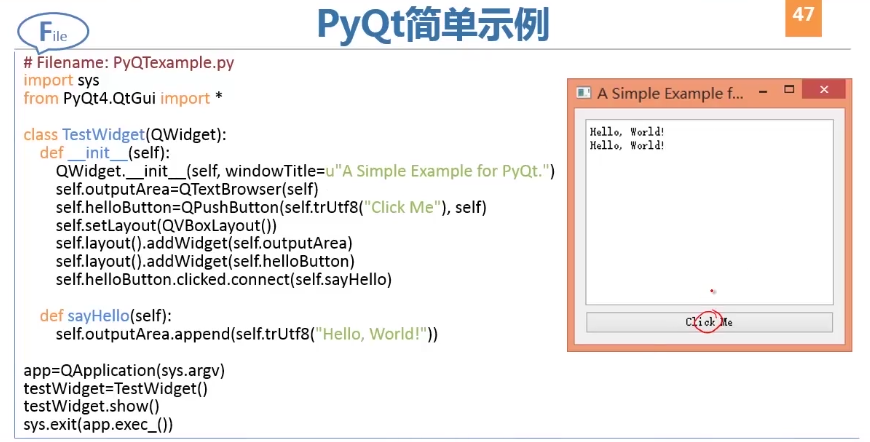 PyQt简单示例
47
File
# Filename: PyQTexample.py
import sys
from PyQt4.QtGui import *
class TestWidget(QWidget):
def __init__(self):
QWidget.__init__(self, windowTitle=u"A Simple Example for PyQt.")
self.outputArea=QTextBrowser(self)
self.helloButton=QPushButton(self.trUtf8("Click Me"), self)
self.setLayout(QVBoxLayout())
self.layout().addWidget(self.outputArea)
self.layout().addWidget(self.helloButton)
self.helloButton.clicked.connect(self.sayHello)
def sayHello(self):
self.outputArea.append(self.trUtf8("Hello, World!"))
app=QApplication(sys.argv)
testWidget=TestWidget()
testWidget.show()
sys.exit(app.exec_())
A Simple Example f...
Hello, World!
Hello, World!
Click Me